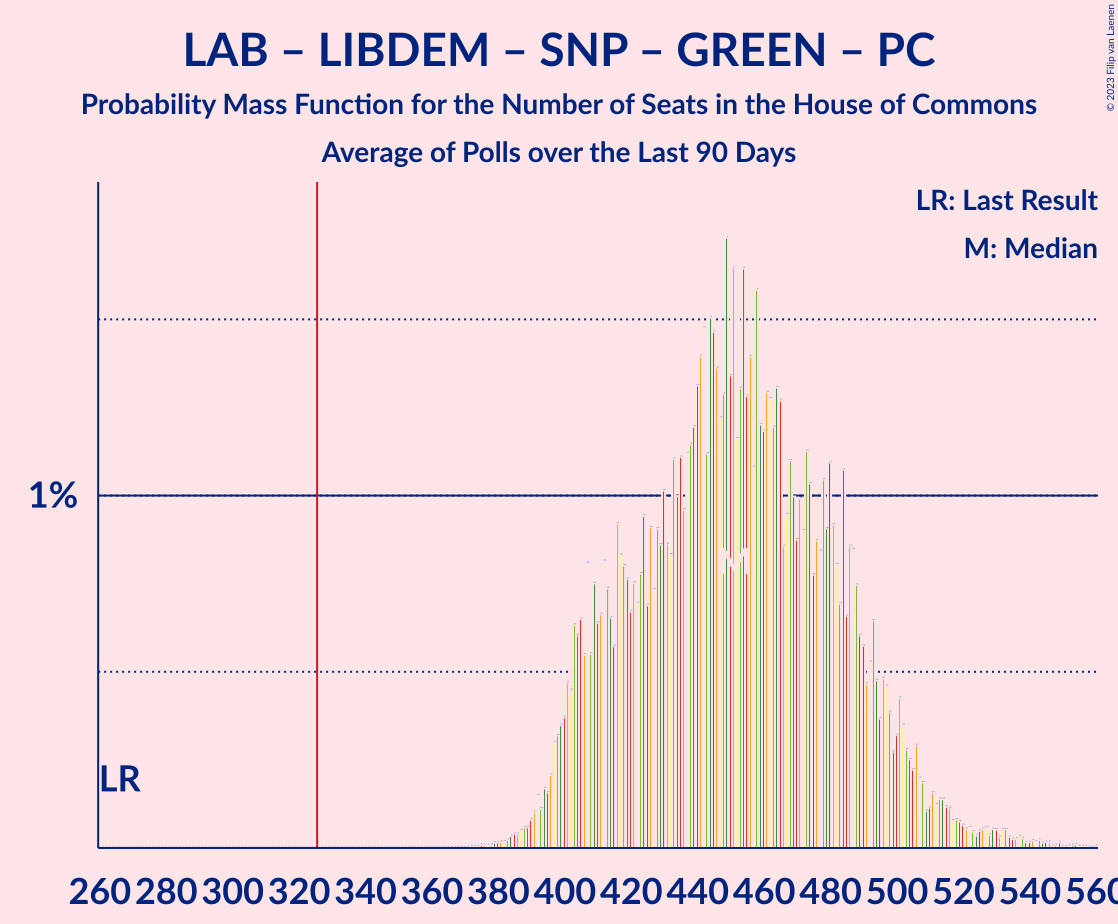 LAB – LIBDEM – SNP – GREEN – PC
Probability Mass Function for the Number of Seats in the House of Commons
Average of Polls over the Last 90 Days
© 2023 Filip van Laenen
LR: Last Result
M: Median
1%
M
LR
260 280 300 320 340 360 380 400 420 440 460 480 500 520 540 560